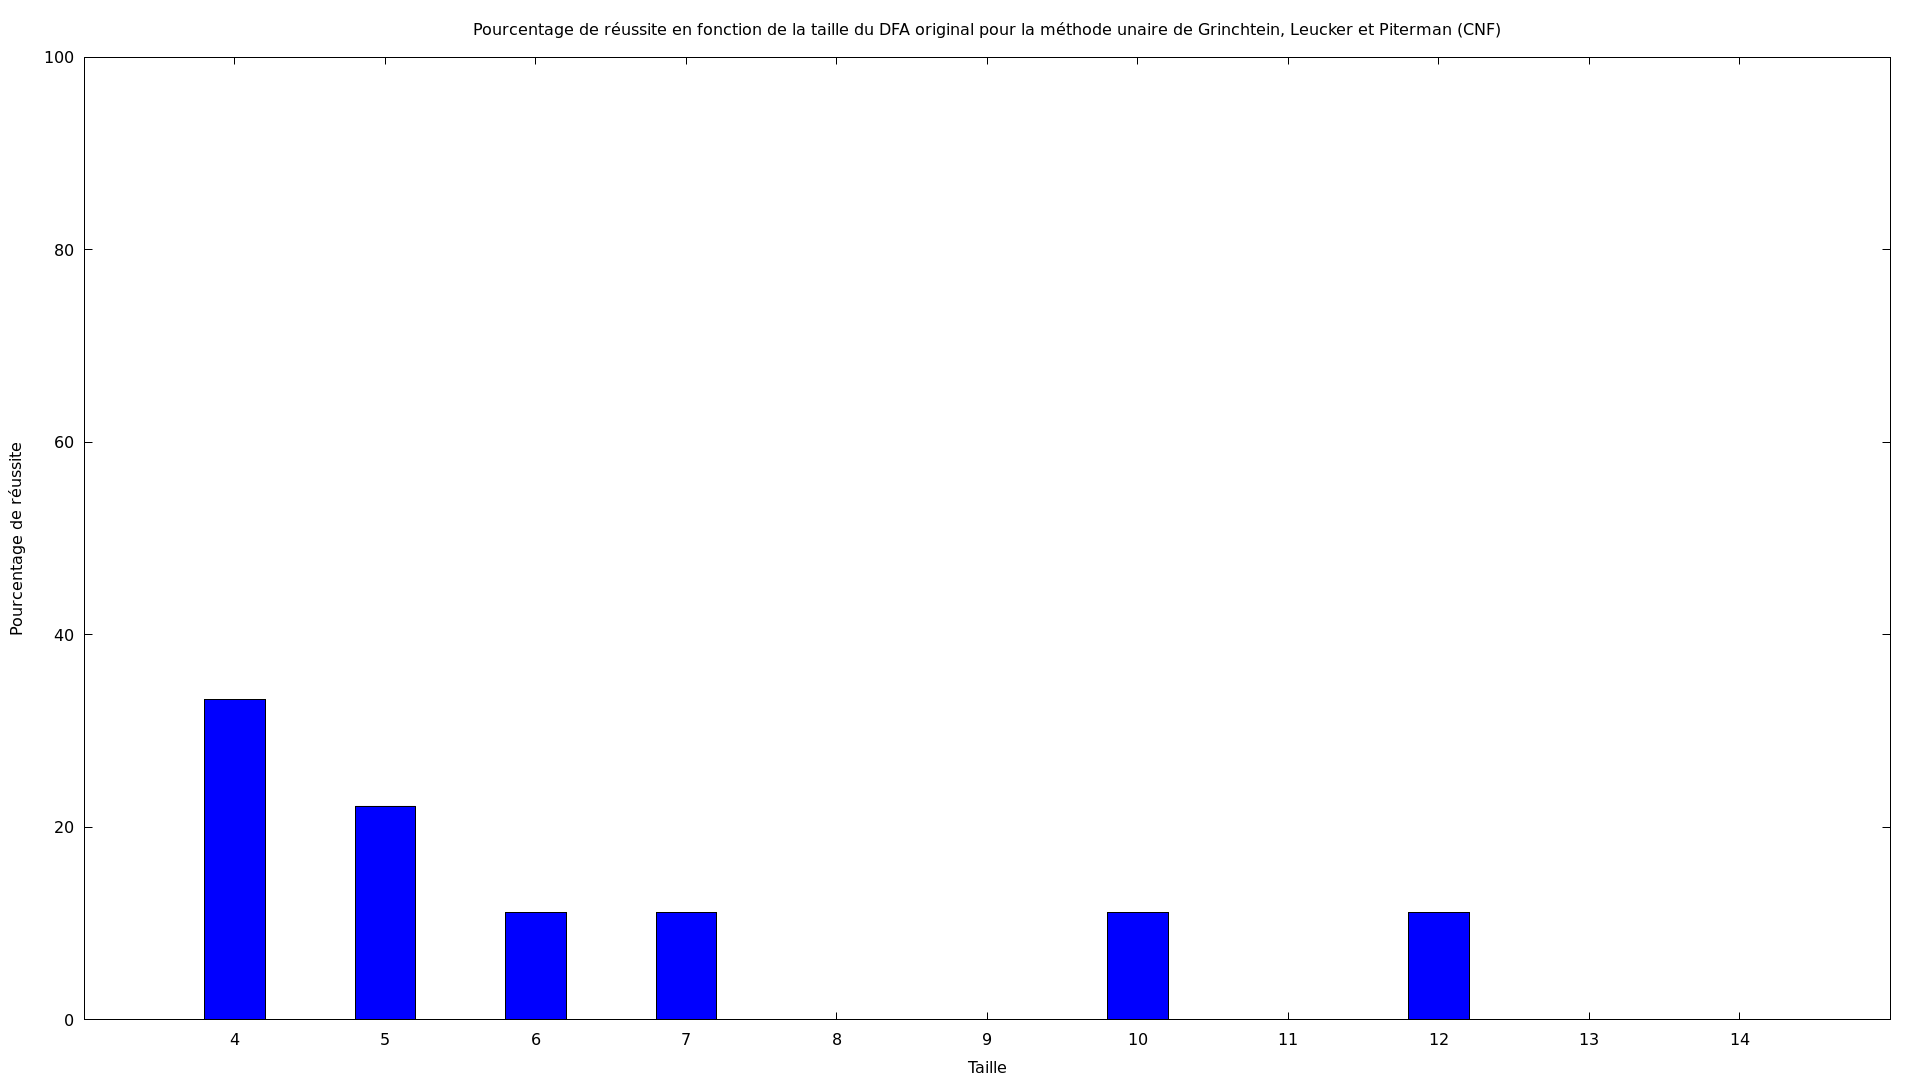 Pourcentage de réussite en fonction de la taille du DFA original pour la méthode unaire de Grinchtein, Leucker et Piterman (CNF)
100
80
60
40
20
0
Pourcentage de réussite
4 5 6 7 8 9 10 11 12 13 14
Taille